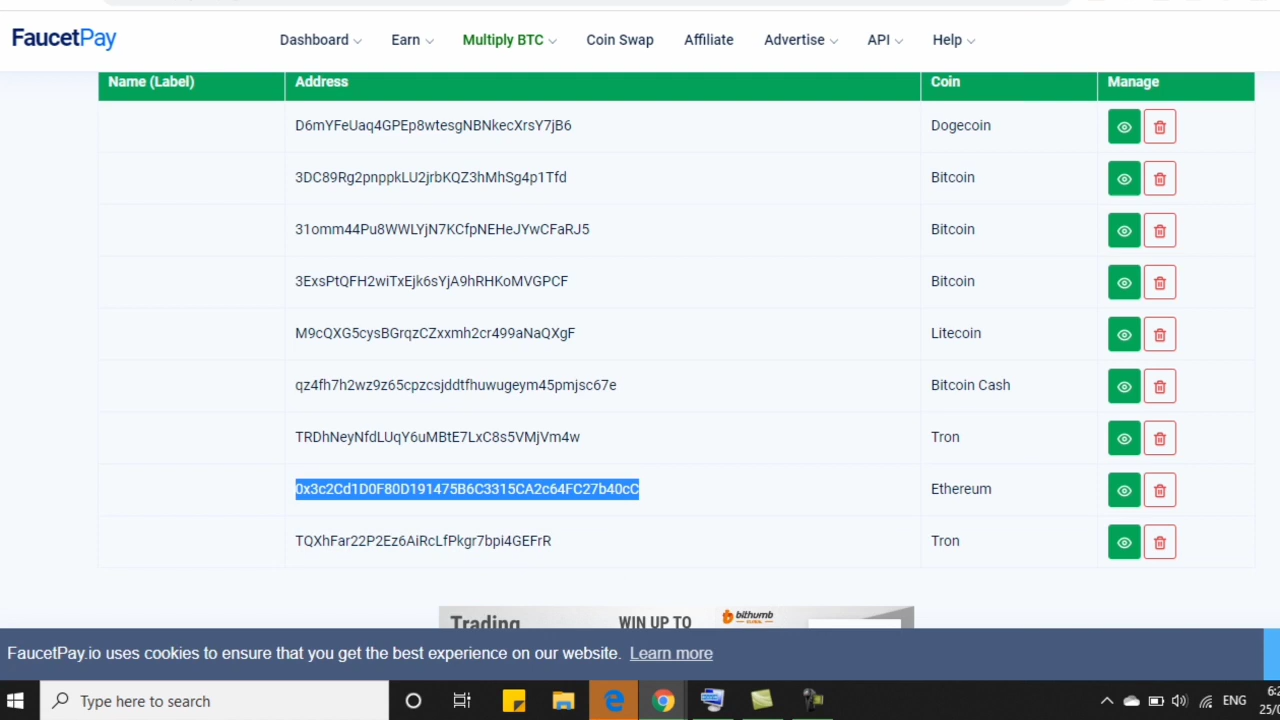 FaucetPay Dashboard Earn Multiply BTC Coin Swap Affiliate Advertise API Help
Name (Label) Address Coin Manage
D6mYFeUaq4GPEp8wtesgNBNkecXrsY7jB6 Dogecoin
3DC89Rg2pnppkLU2jrbKQZ3hMhSg4p1Tfd Bitcoin
31omm44Pu8WWLYjN7KCfpNEHeJYwCFaRJ5 Bitcoin
3ExsPtQFH2wiTxEjk6sYjA9hRHKoMVGPCF Bitcoin
M9cQXG5cysBGrqzCZxxmh2cr499aNaQXgF Litecoin
qz4fh7h2wz9z65cpzcsjddtfhuwugeym45pmjsc67e Bitcoin Cash
TRDhNeyNfdLUqY6uMBtE7LxC8s5VMjVm4w Tron
0x3c2Cd1D0F80D191475B6C3315CA2c64FC27b40cC Ethereum
TQXhFar22P2Ez6AiRcLfPkgr7bpi4GEFrR Tron
Trading WIN UP TO bithumb
FaucetPay.io uses cookies to ensure that you get the best experience on our website. Learn more
Type here to search ENG